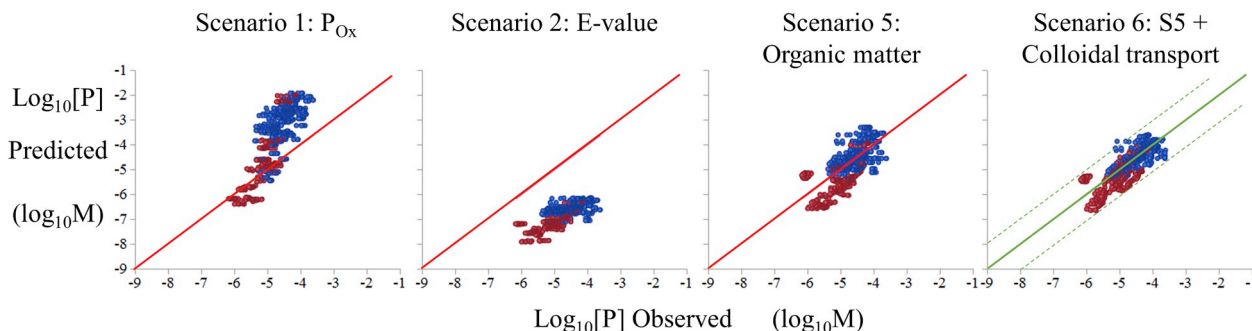 Scenario 1: P_Ox
Scenario 2: E-value
Scenario 5:
Organic matter
Scenario 6: S5 +
Colloidal transport
Log10[P]
Predicted
(log10M)
-1
-2
-3
-4
-5
-6
-7
-8
-9
-9 -8 -7 -6 -5 -4 -3 -2 -1
-9 -8 -7 -6 -5 -4 -3 -2 -1
-9 -8 -7 -6 -5 -4 -3 -2 -1
-9 -8 -7 -6 -5 -4 -3 -2 -1
Log10[P] Observed (log10M)